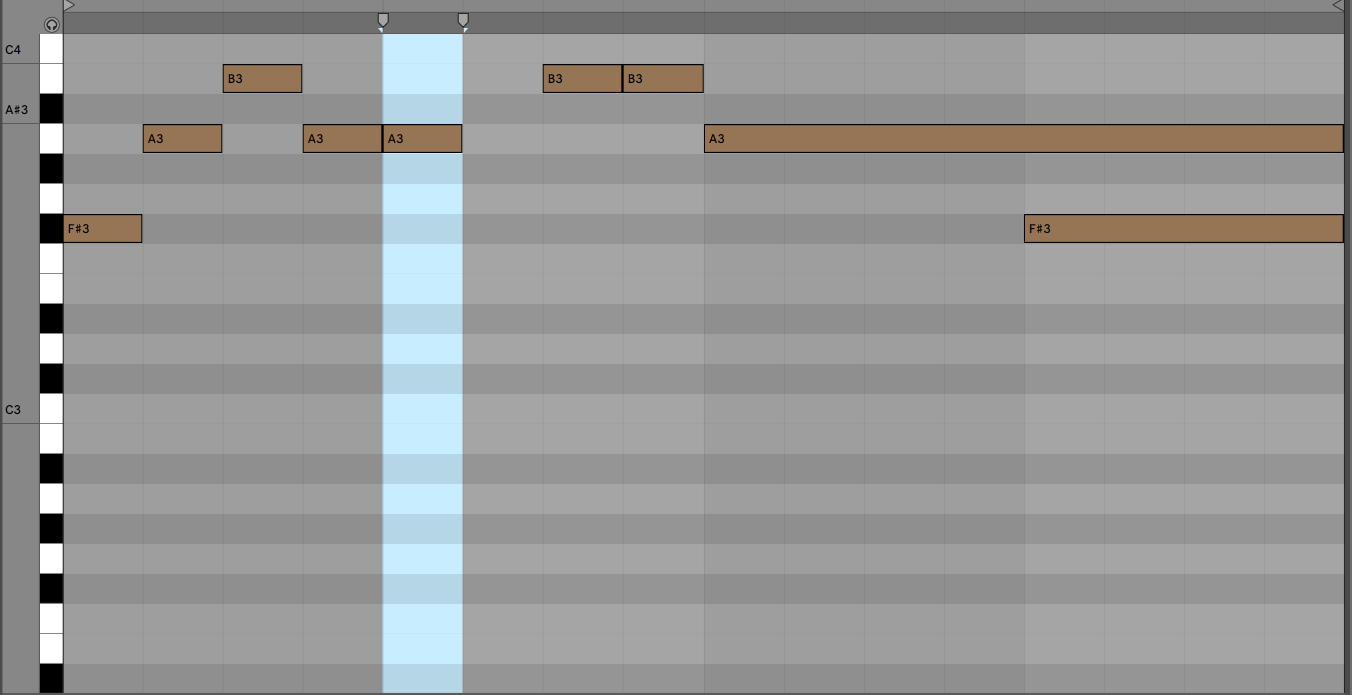 C4
B3 B3 B3
A#3
A3 A3 A3 A3
F#3 F#3
C3